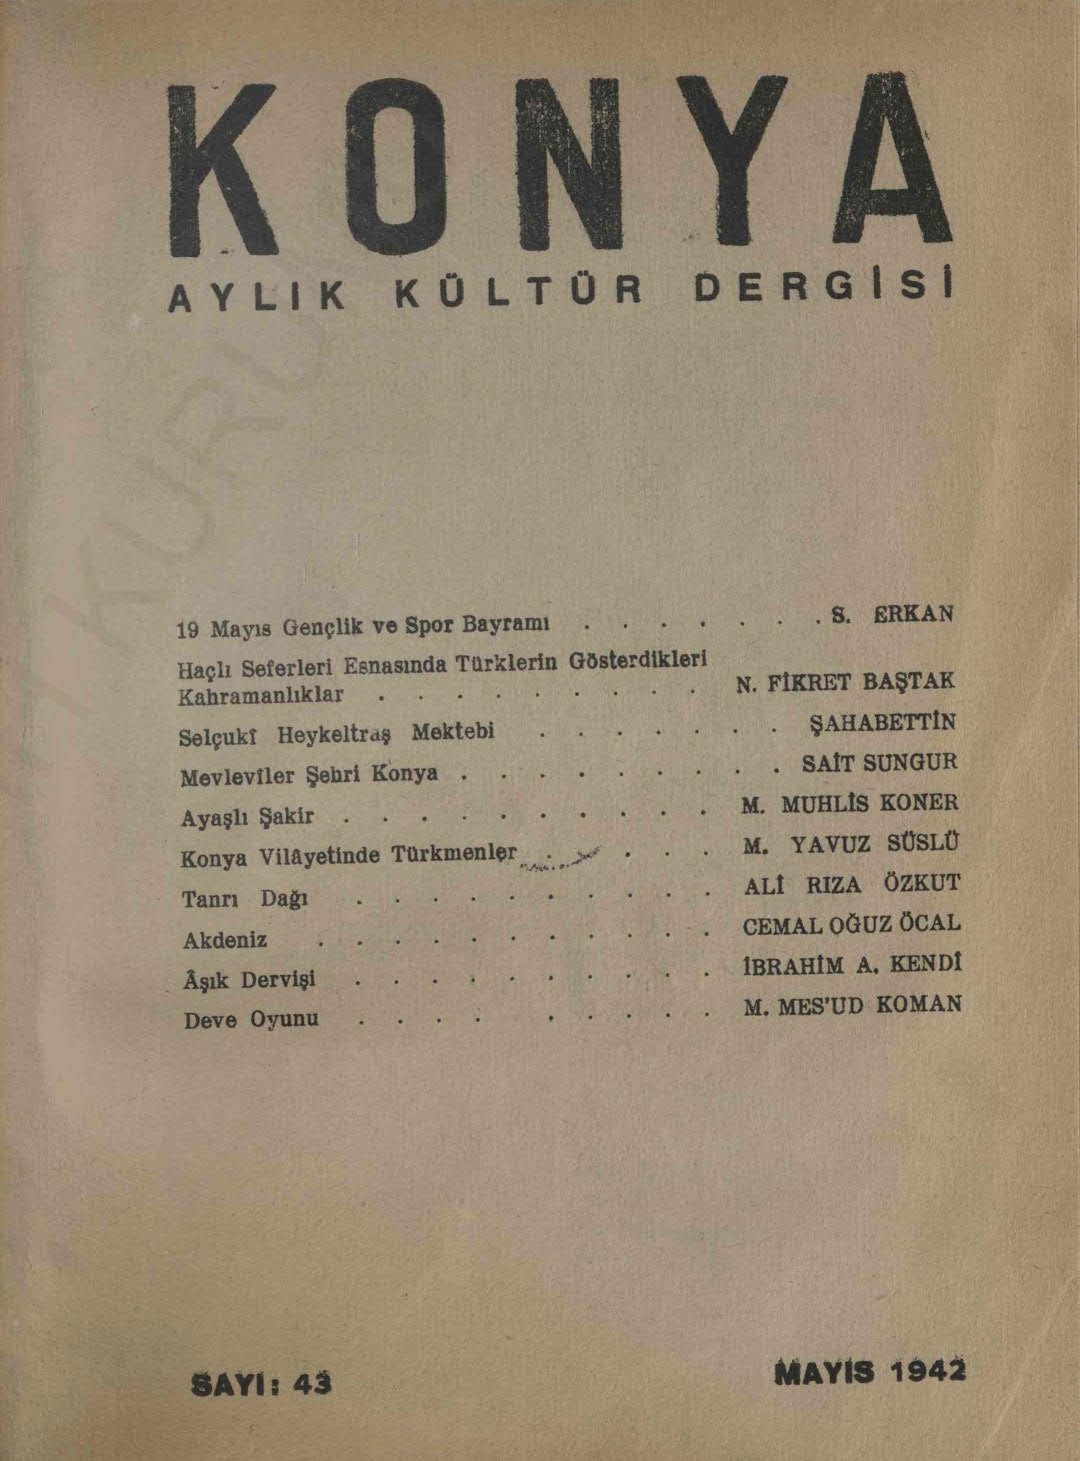 KONYA
AYLIK KÜLTÜR DERGİSİ
19 Mayıs Gençlik ve Spor Bayramı . . . . . . . S. ERKAN
Haçlı Seferleri Esnasında Türklerin Gösterdikleri
Kahramanlıklar . . . . . . . . . N. FİKRET BAŞTAK
Selçukî Heykeltraş Mektebi . . . . . . . ŞAHABETTİN
Mevleviler Şehri Konya . . . . . . . . . SAİT SUNGUR
Ayaşlı Şakir . . . . . . . . . . M. MUHLİS KONER
Konya Vilâyetinde Türkmenler . . . . M. YAVUZ SÜSLÜ
Tanrı Dağı . . . . . . . . . . ALİ RIZA ÖZKUT
Akdeniz . . . . . . . . . . . CEMAL OĞUZ ÖCAL
Âşık Dervişi . . . . . . . . . . İBRAHİM A. KENDİ
Deve Oyunu . . . . . . . . . M. MES'UD KOMAN
SAYI: 43
MAYIS 1942